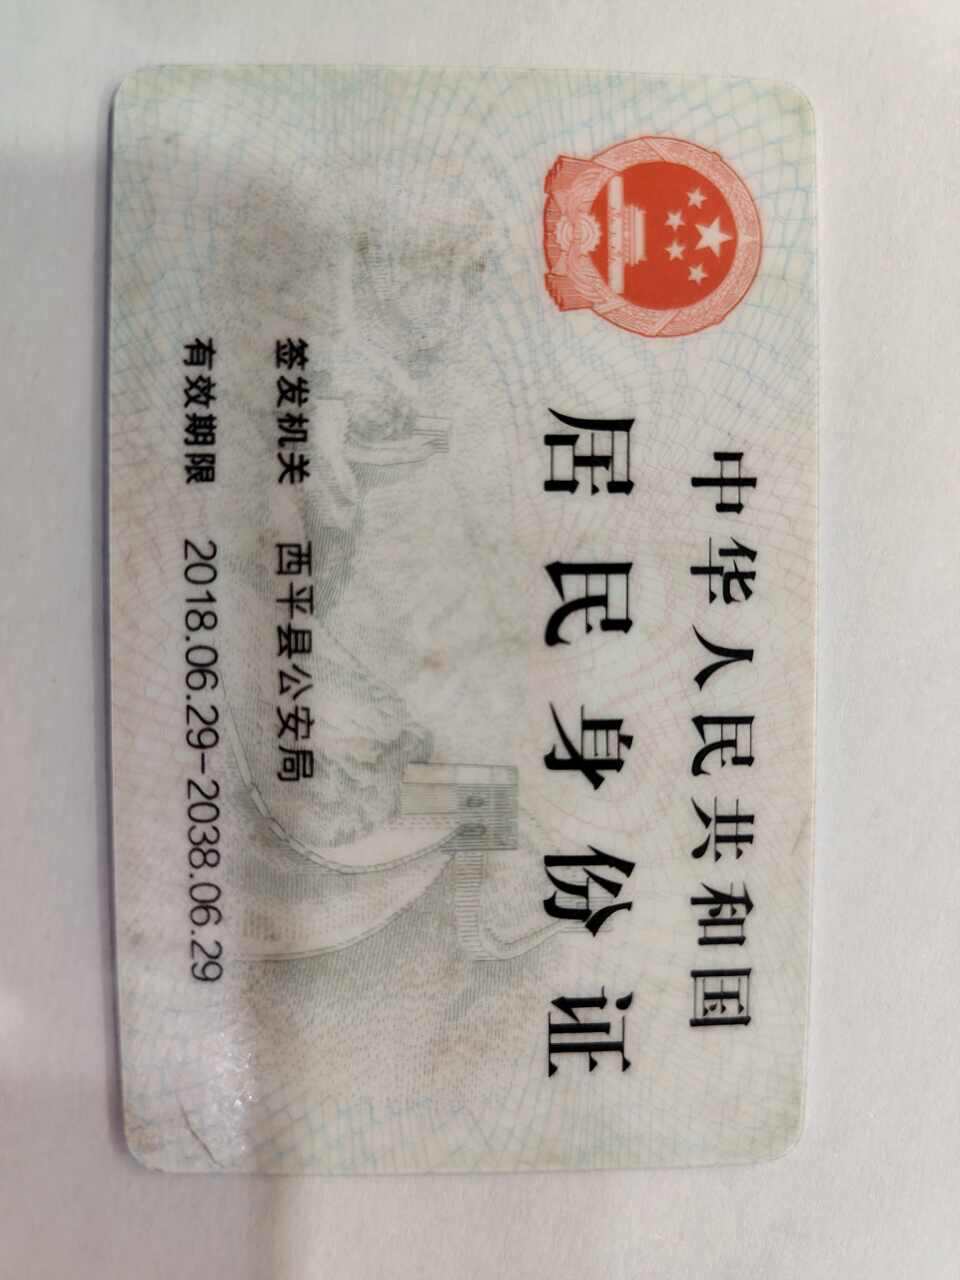 中华人民共和国
居民身份证
签发机关 西平县公安局
有效期限 2018.06.29-2038.06.29